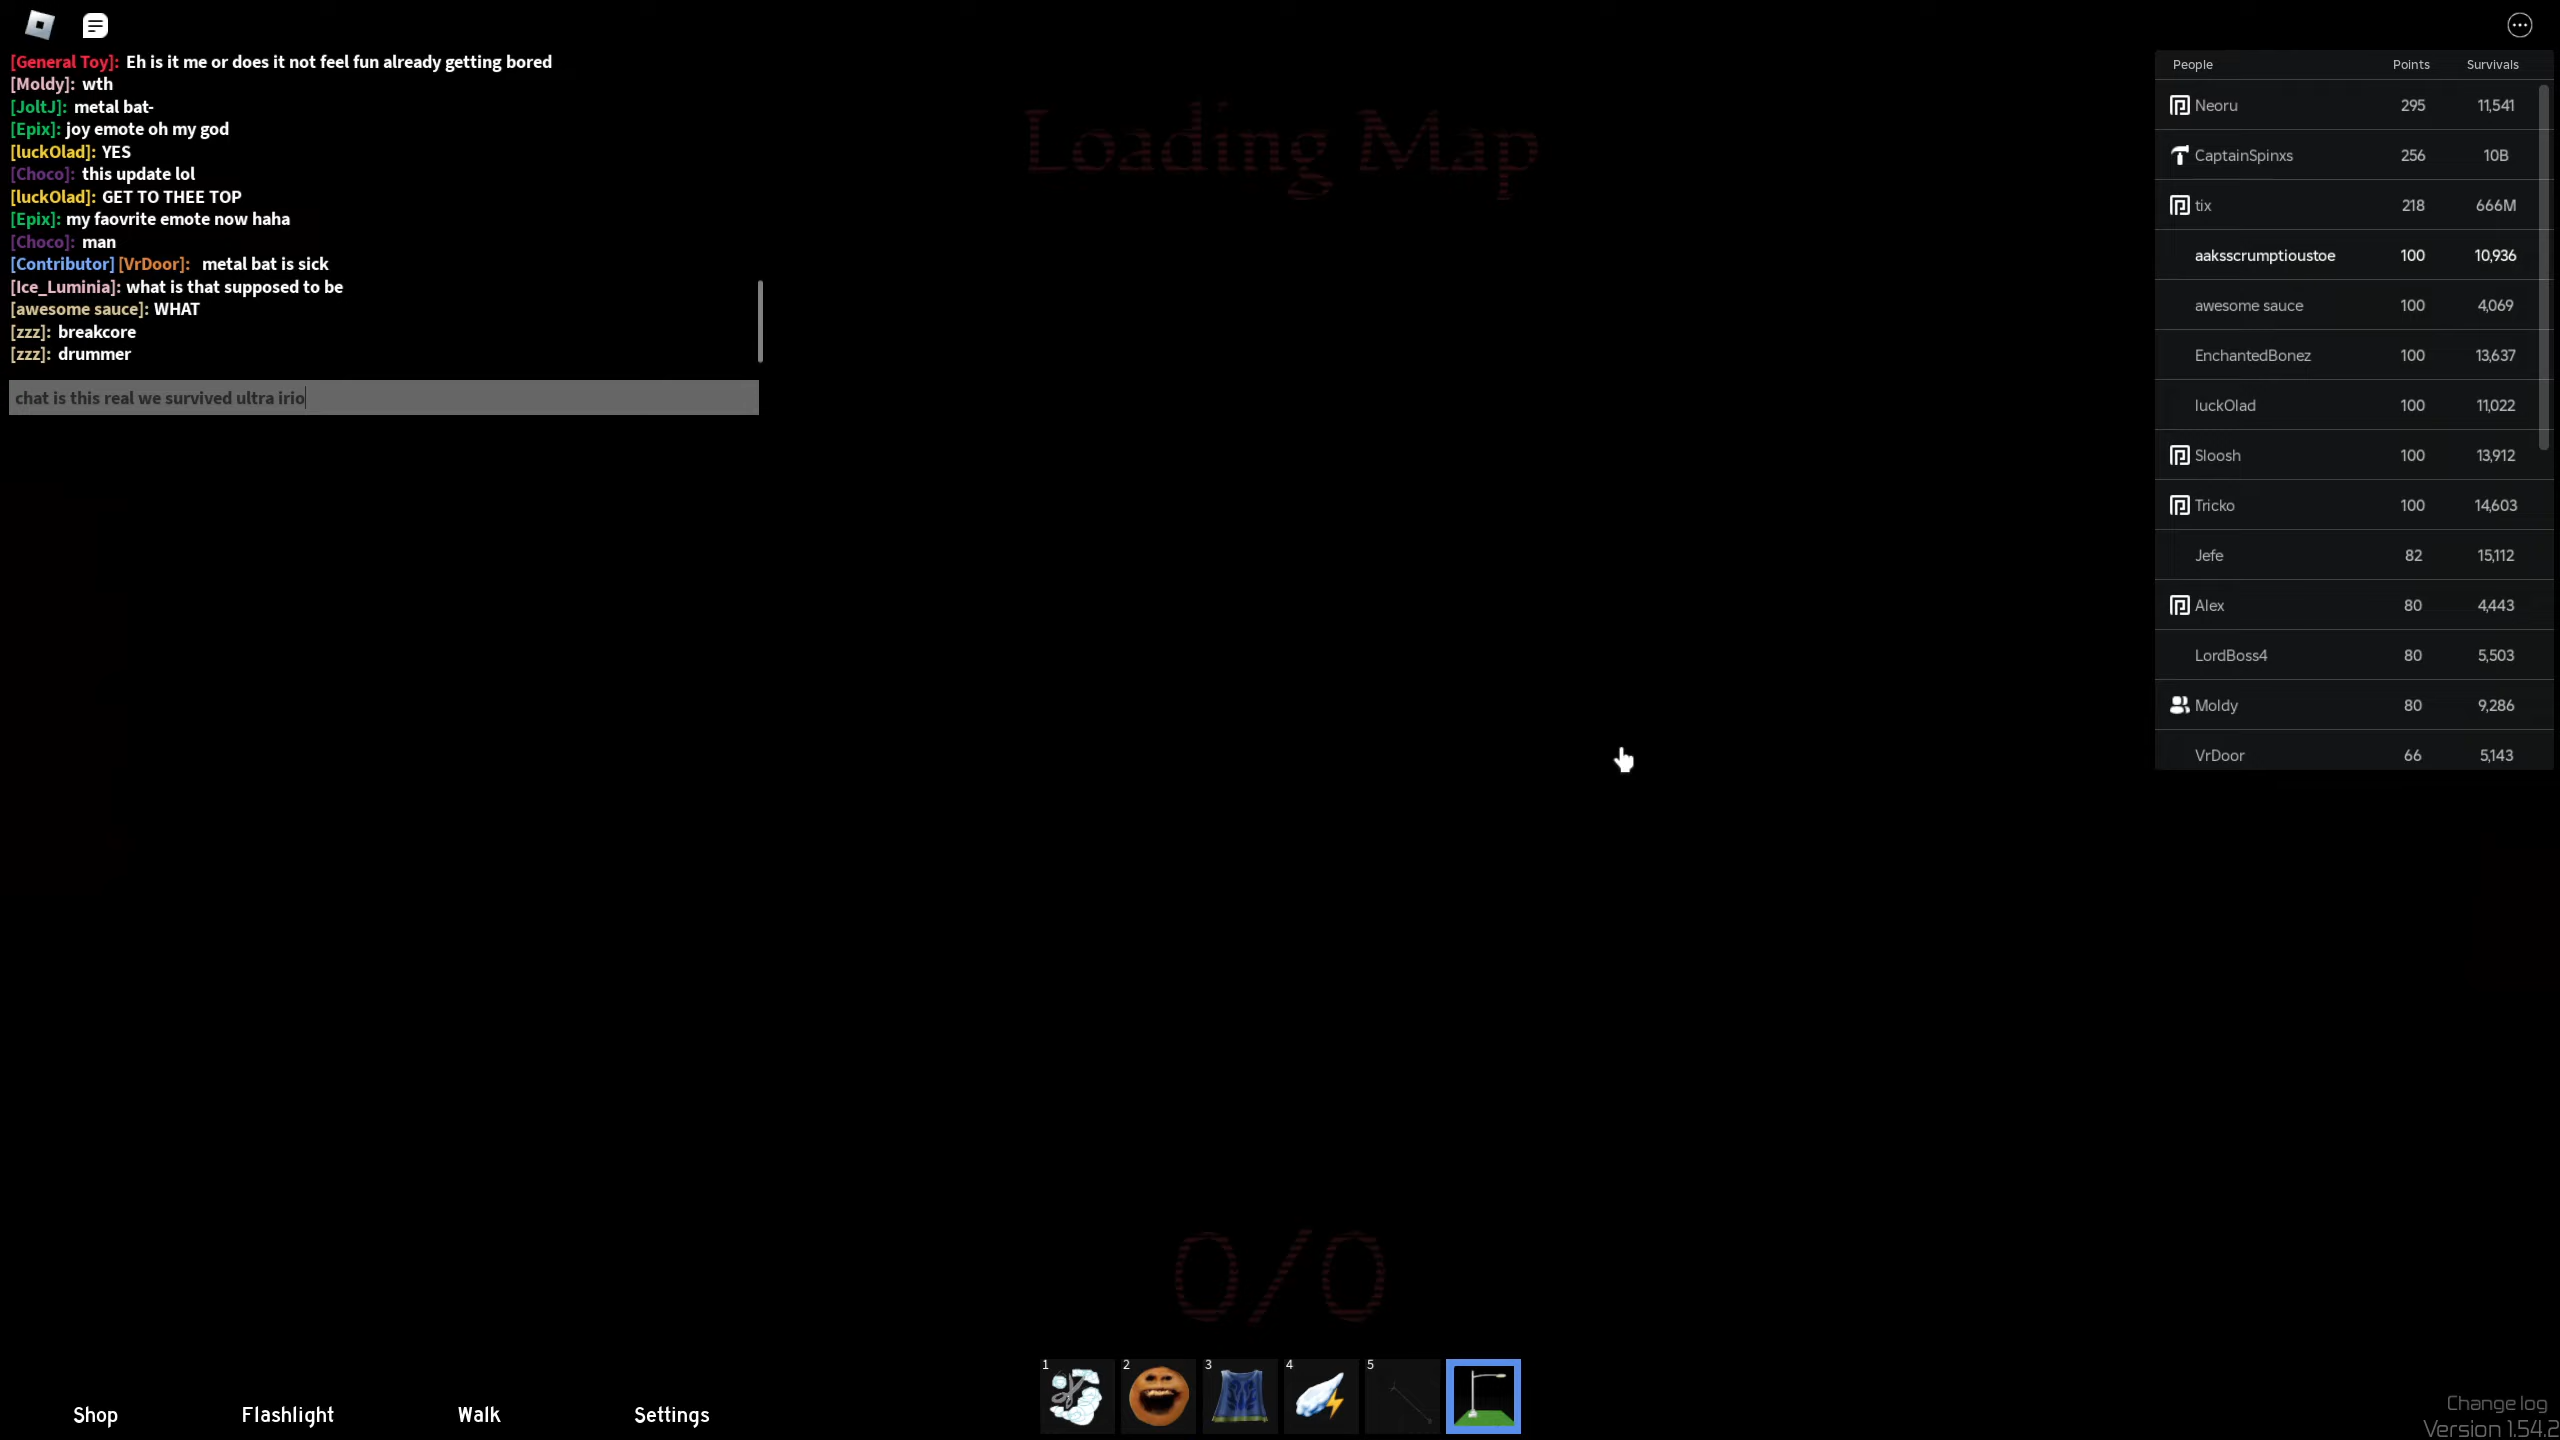 [General Toy]: Eh is it me or does it not feel fun already getting bored
[Moldy]: wth
[JoltJ]: metal bat-
[Epix]: joy emote oh my god
[luckOlad]: YES
[Choco]: this update lol
[luckOlad]: GET TO THEE TOP
[Epix]: my faovrite emote now haha
[Choco]: man
[Contributor] [VrDoor]: metal bat is sick
[Ice_Luminia]: what is that supposed to be
[awesome sauce]: WHAT
[zzz]: breakcore
[zzz]: drummer
chat is this real we survived ultra irio
Loading Map
People Points Survivals
Neoru 295 11,541
CaptainSpinxs 256 10B
tix 218 666M
aaksscrumptioustoe 100 10,936
awesome sauce 100 4,069
EnchantedBonez 100 13,637
luckOlad 100 11,022
Sloosh 100 13,912
Tricko 100 14,603
Jefe 82 15,112
Alex 80 4,443
LordBoss4 80 5,503
Moldy 80 9,286
VrDoor 66 5,143
0/0
1 2 3 4 5
Shop Flashlight Walk Settings
Change log
Version 1.54.2